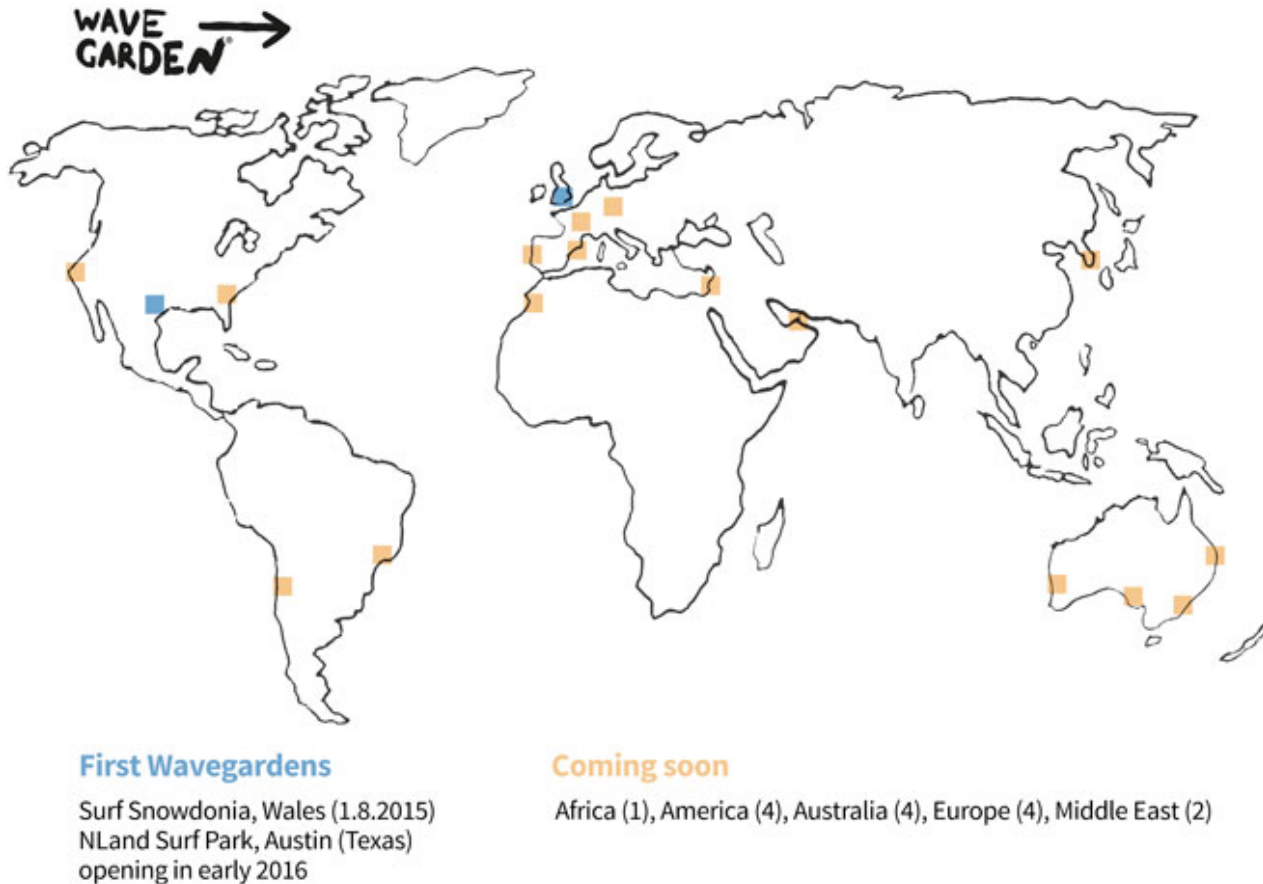 WAVE
GARDEN®
First Wavegardens
Surf Snowdonia, Wales (1.8.2015)
NLand Surf Park, Austin (Texas)
opening in early 2016
Coming soon
Africa (1), America (4), Australia (4), Europe (4), Middle East (2)